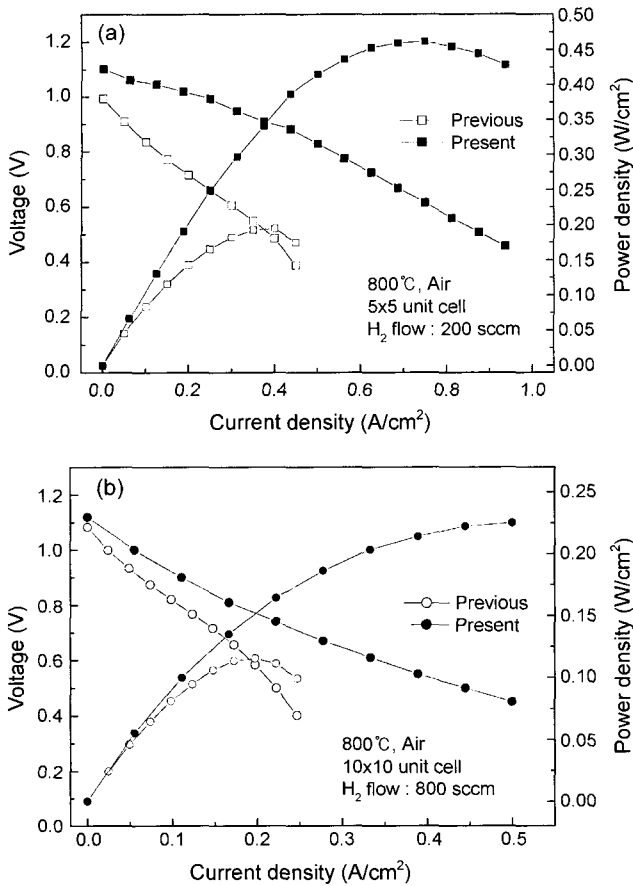 (a)
1.2
1.0
0.8
0.6
0.4
0.2
0.0
Voltage (V)
0.50
0.45
0.40
0.35
0.30
0.25
0.20
0.15
0.10
0.05
0.00
Power density (W/cm²)
Previous
Present
800℃, Air
5x5 unit cell
H₂ flow : 200 sccm
0.0 0.2 0.4 0.6 0.8 1.0
Current density (A/cm²)
(b)
1.2
1.0
0.8
0.6
0.4
0.2
0.0
Voltage (V)
0.25
0.20
0.15
0.10
0.05
0.00
Power density (W/cm²)
Previous
Present
800℃, Air
10x10 unit cell
H₂ flow : 800 sccm
0.0 0.1 0.2 0.3 0.4 0.5
Current density (A/cm²)